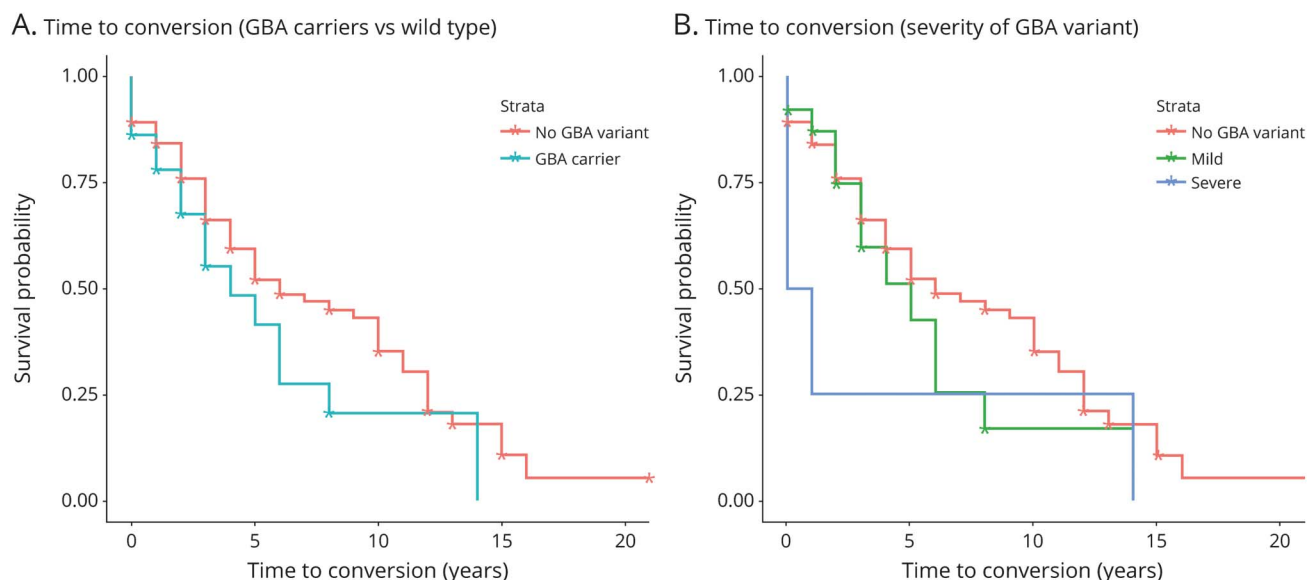 A. Time to conversion (GBA carriers vs wild type)
Survival probability
1.00
0.75
0.50
0.25
0.00
Strata
No GBA variant
GBA carrier
0 5 10 15 20
Time to conversion (years)
B. Time to conversion (severity of GBA variant)
Survival probability
1.00
0.75
0.50
0.25
0.00
Strata
No GBA variant
Mild
Severe
0 5 10 15 20
Time to conversion (years)